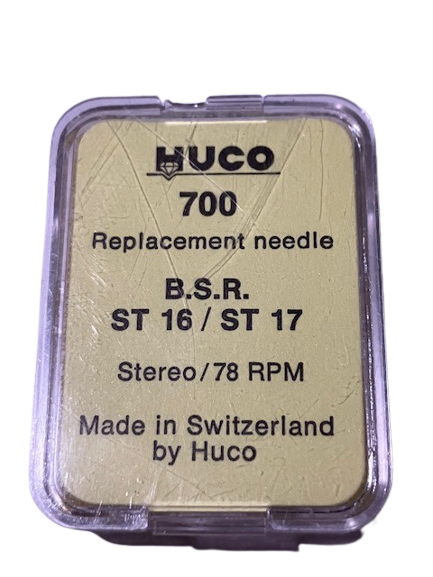 HUCO
700
Replacement needle
B.S.R.
ST 16 / ST 17
Stereo/78 RPM
Made in Switzerland
by Huco